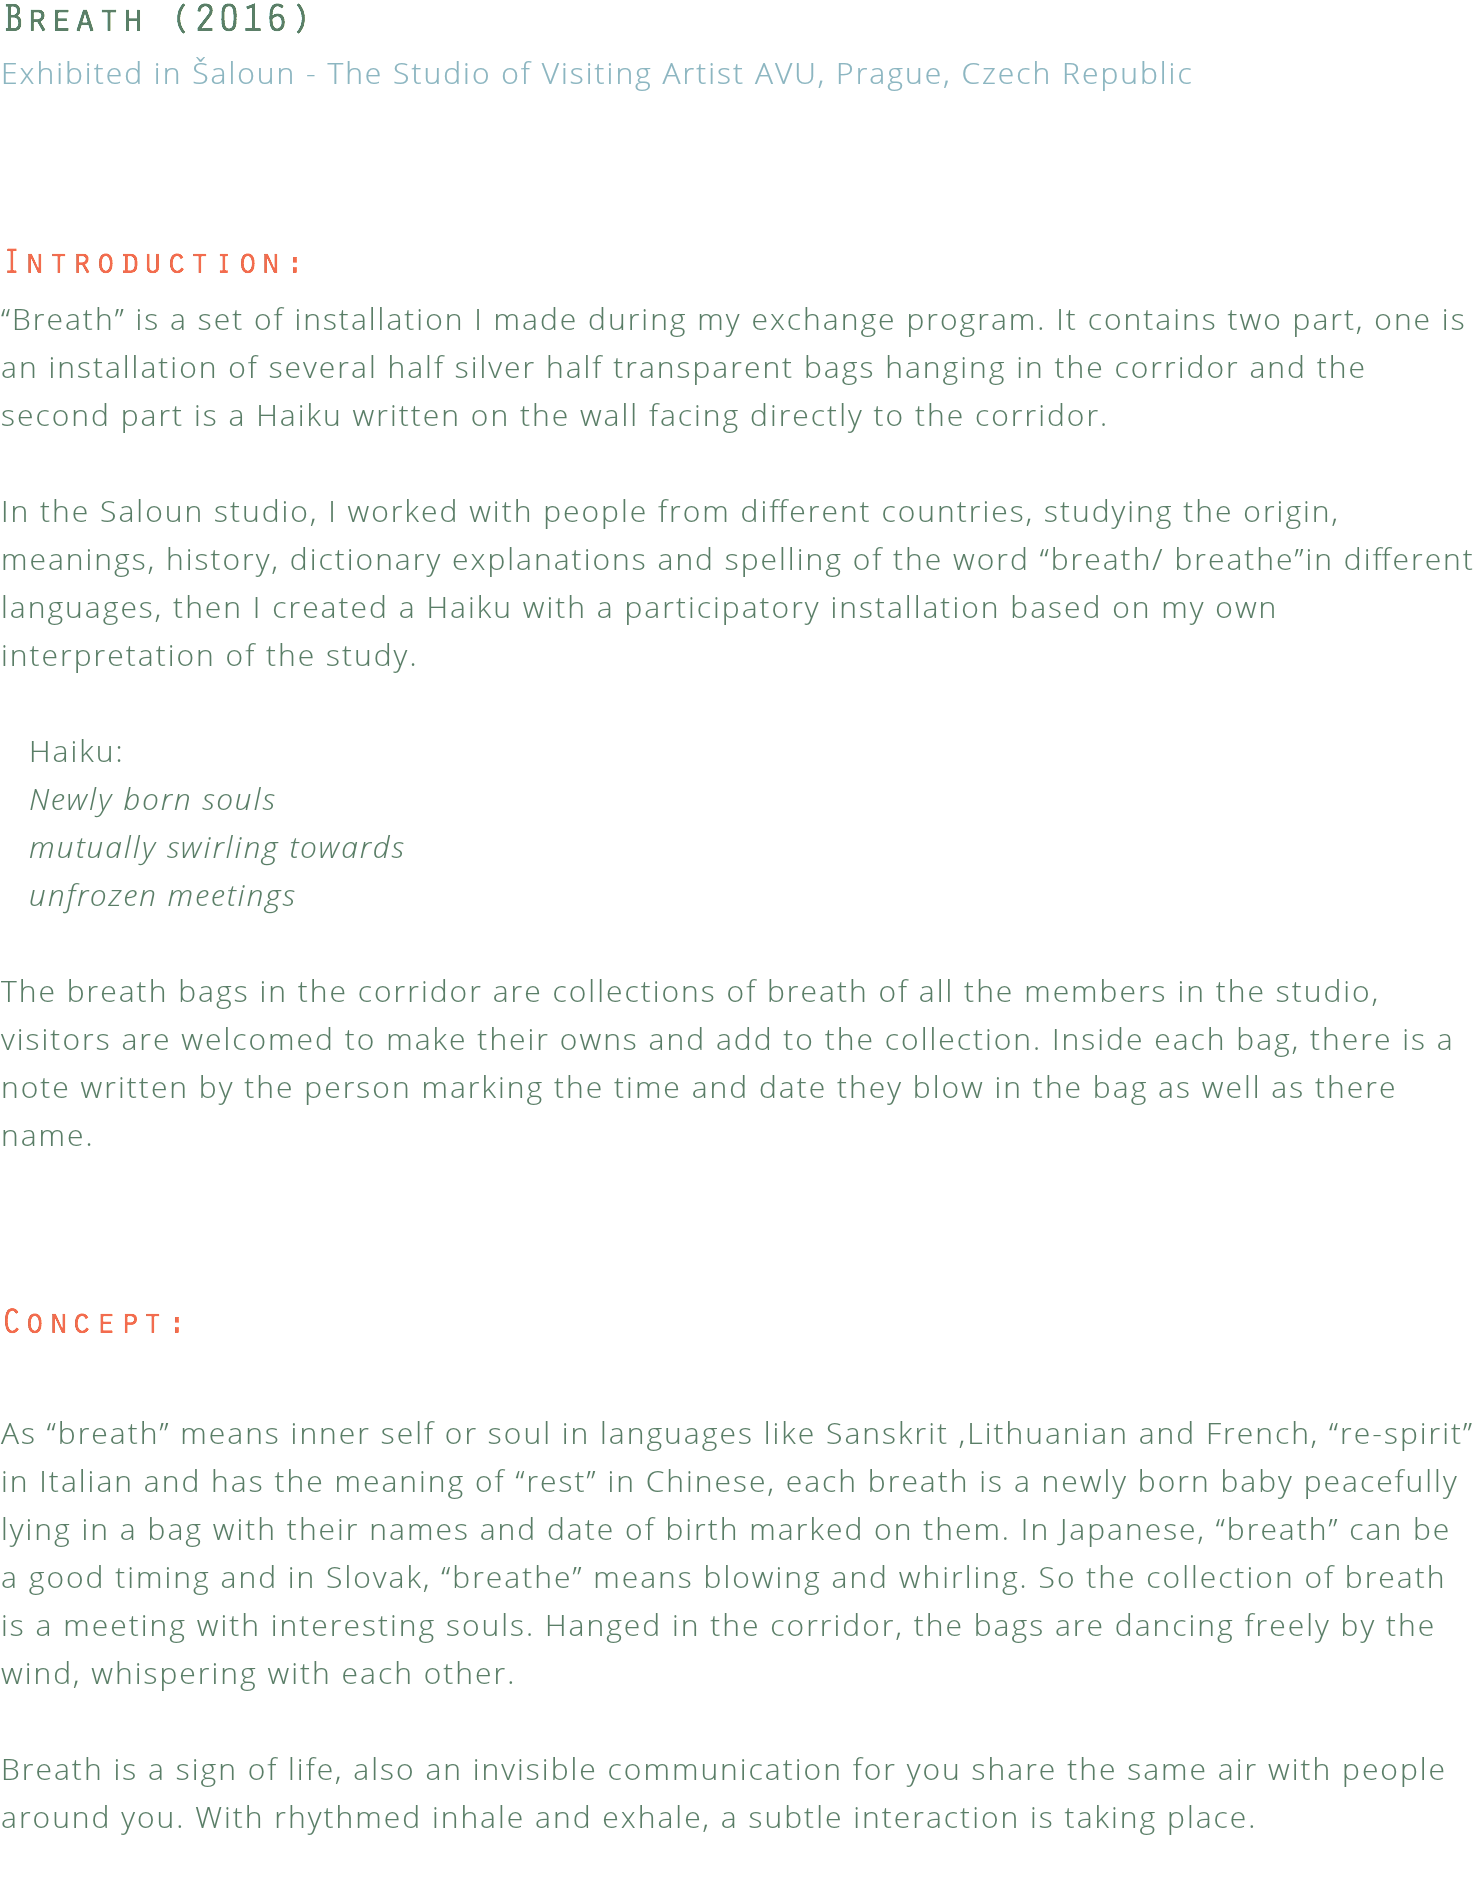 Breath (2016)
Exhibited in Šaloun - The Studio of Visiting Artist AVU, Prague, Czech Republic
Introduction:
“Breath” is a set of installation I made during my exchange program. It contains two part, one is
an installation of several half silver half transparent bags hanging in the corridor and the
second part is a Haiku written on the wall facing directly to the corridor.
In the Saloun studio, I worked with people from different countries, studying the origin,
meanings, history, dictionary explanations and spelling of the word “breath/ breathe”in different
languages, then I created a Haiku with a participatory installation based on my own
interpretation of the study.
Haiku:
Newly born souls
mutually swirling towards
unfrozen meetings
The breath bags in the corridor are collections of breath of all the members in the studio,
visitors are welcomed to make their owns and add to the collection. Inside each bag, there is a
note written by the person marking the time and date they blow in the bag as well as there
name.
Concept:
As “breath” means inner self or soul in languages like Sanskrit ,Lithuanian and French, “re-spirit”
in Italian and has the meaning of “rest” in Chinese, each breath is a newly born baby peacefully
lying in a bag with their names and date of birth marked on them. In Japanese, “breath” can be
a good timing and in Slovak, “breathe” means blowing and whirling. So the collection of breath
is a meeting with interesting souls. Hanged in the corridor, the bags are dancing freely by the
wind, whispering with each other.
Breath is a sign of life, also an invisible communication for you share the same air with people
around you. With rhythmed inhale and exhale, a subtle interaction is taking place.